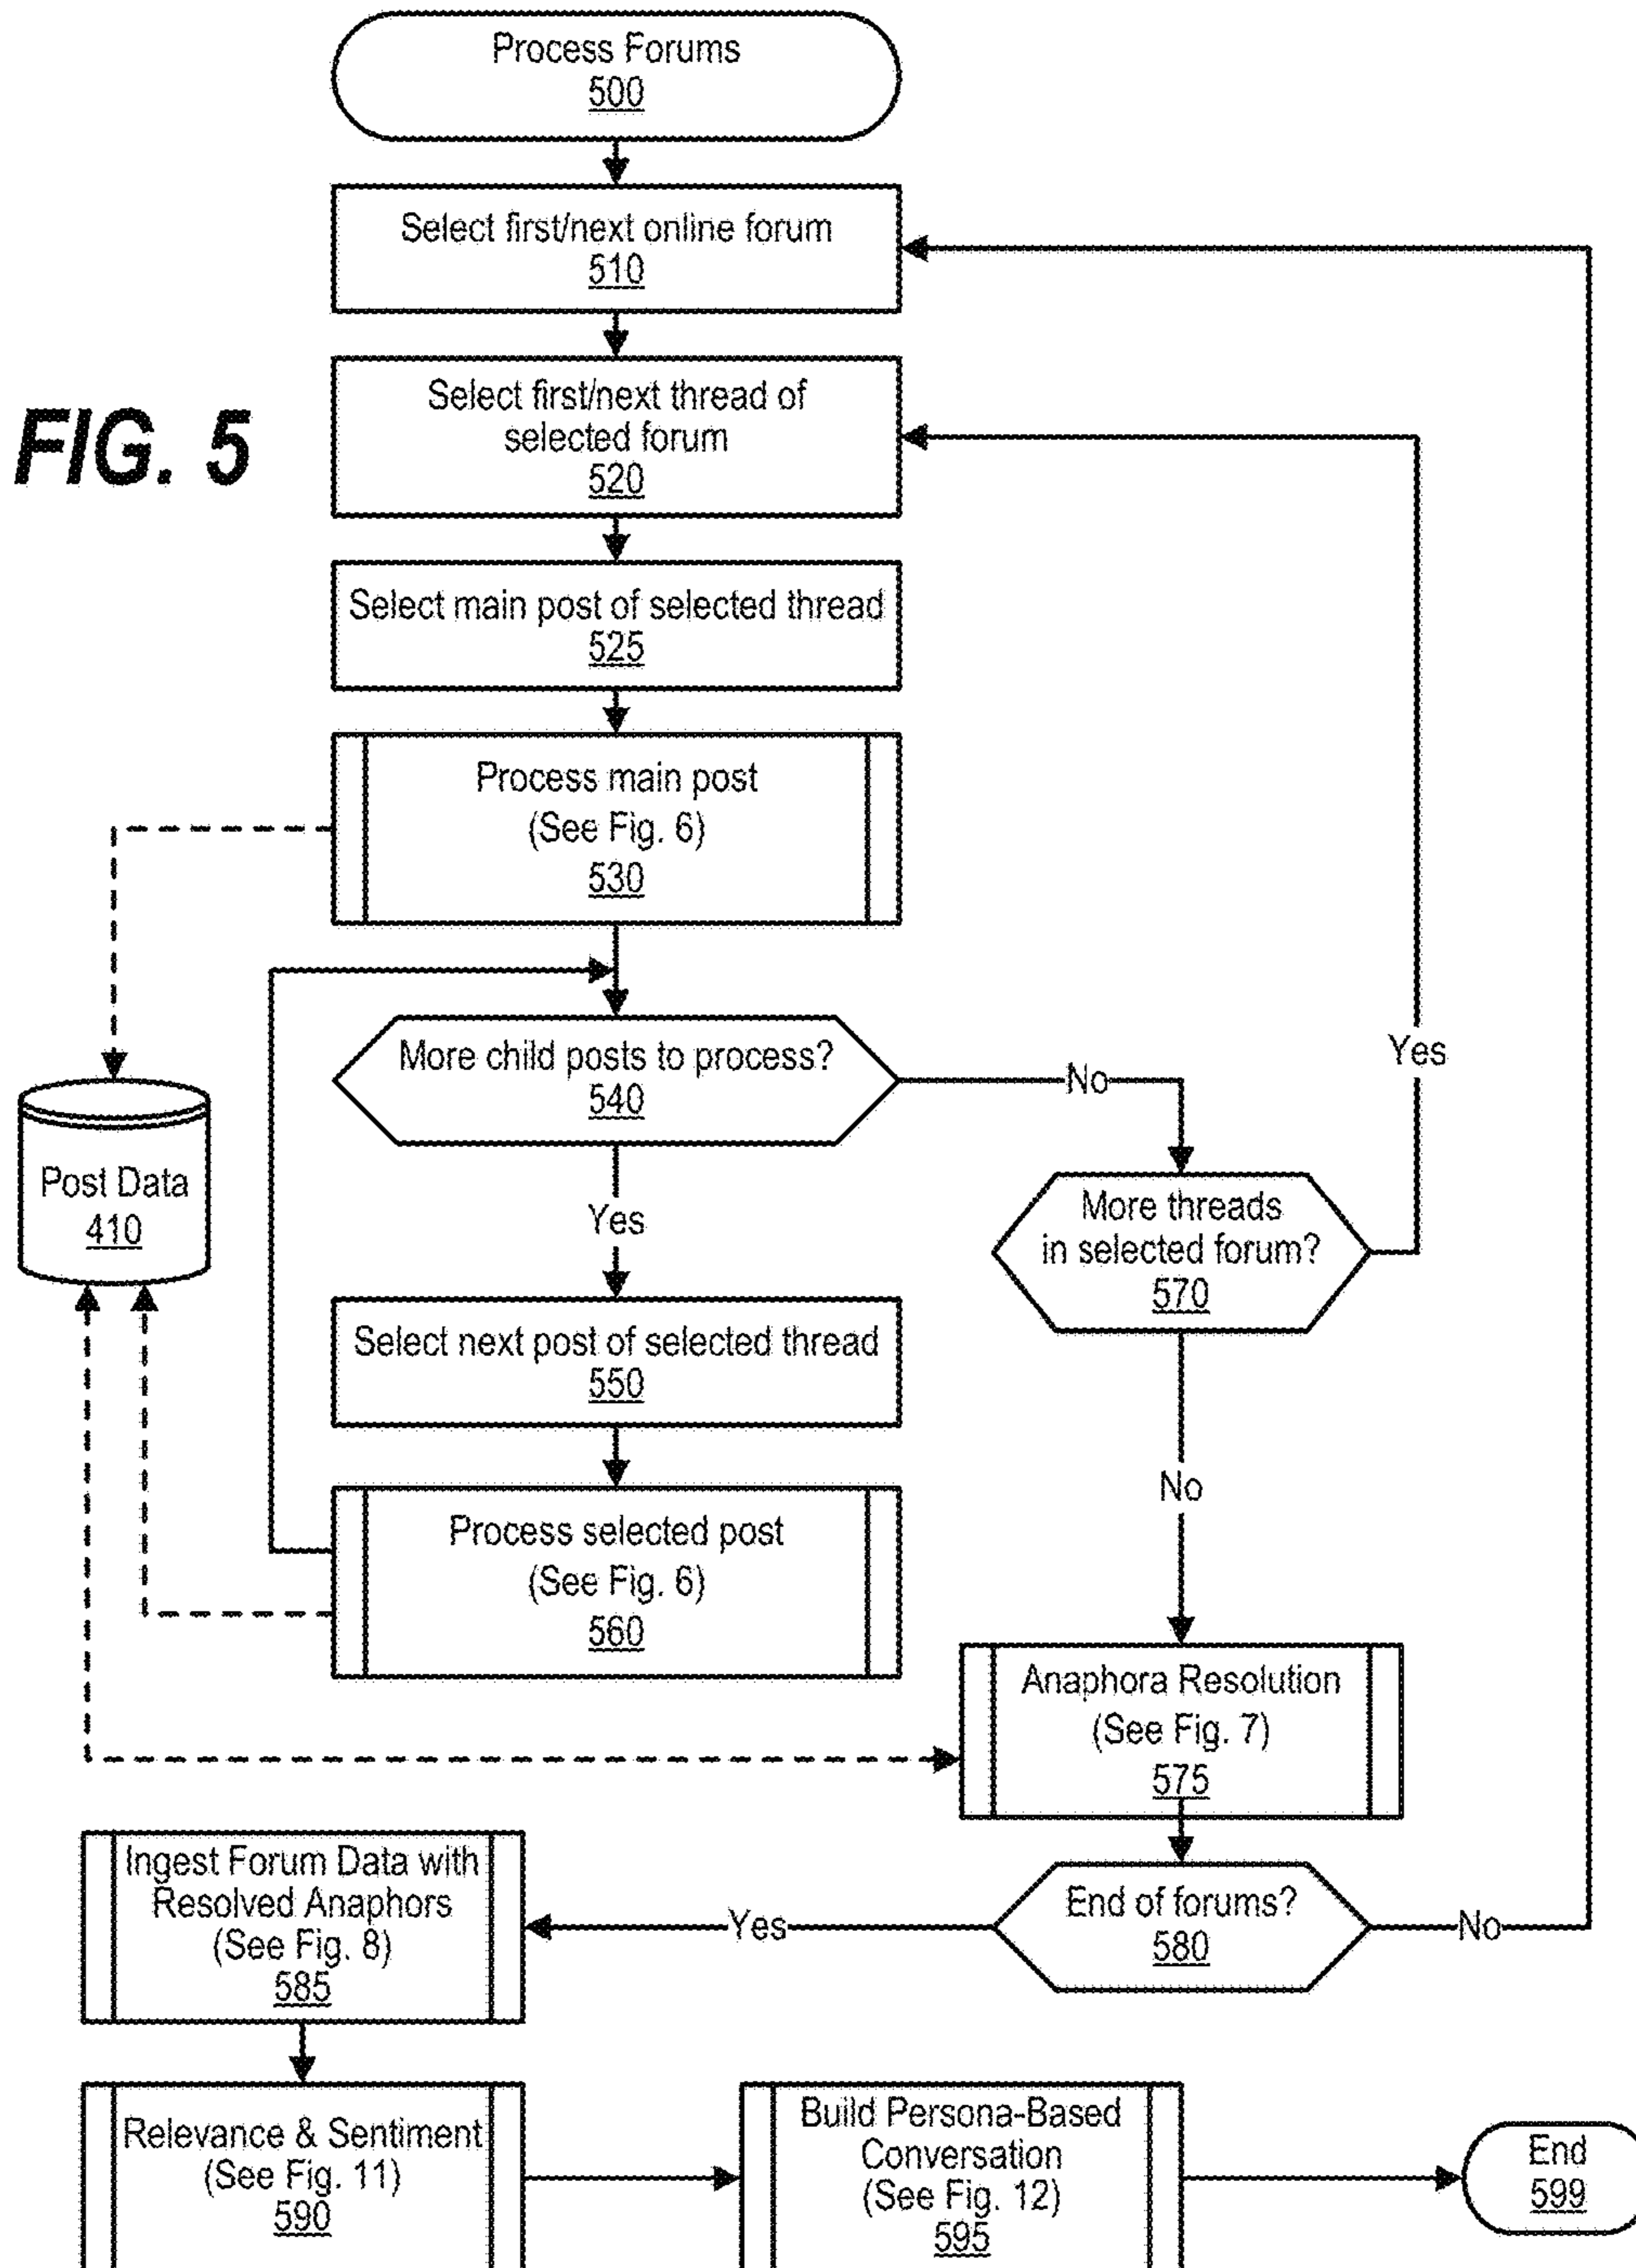 Process Forums
500
Select first/next online forum
510
Select first/next thread of
selected forum
520
FIG. 5
Select main post of selected thread
525
Process main post
(See Fig. 6)
530
More child posts to process?
540
No
Yes
Post Data
410
Yes
More threads
in selected forum?
570
Select next post of selected thread
550
No
Process selected post
(See Fig. 6)
560
Anaphora Resolution
(See Fig. 7)
575
Ingest Forum Data with
Resolved Anaphors
(See Fig. 8)
585
Yes
End of forums?
580
No
Relevance & Sentiment
(See Fig. 11)
590
Build Persona-Based
Conversation
(See Fig. 12)
595
End
599